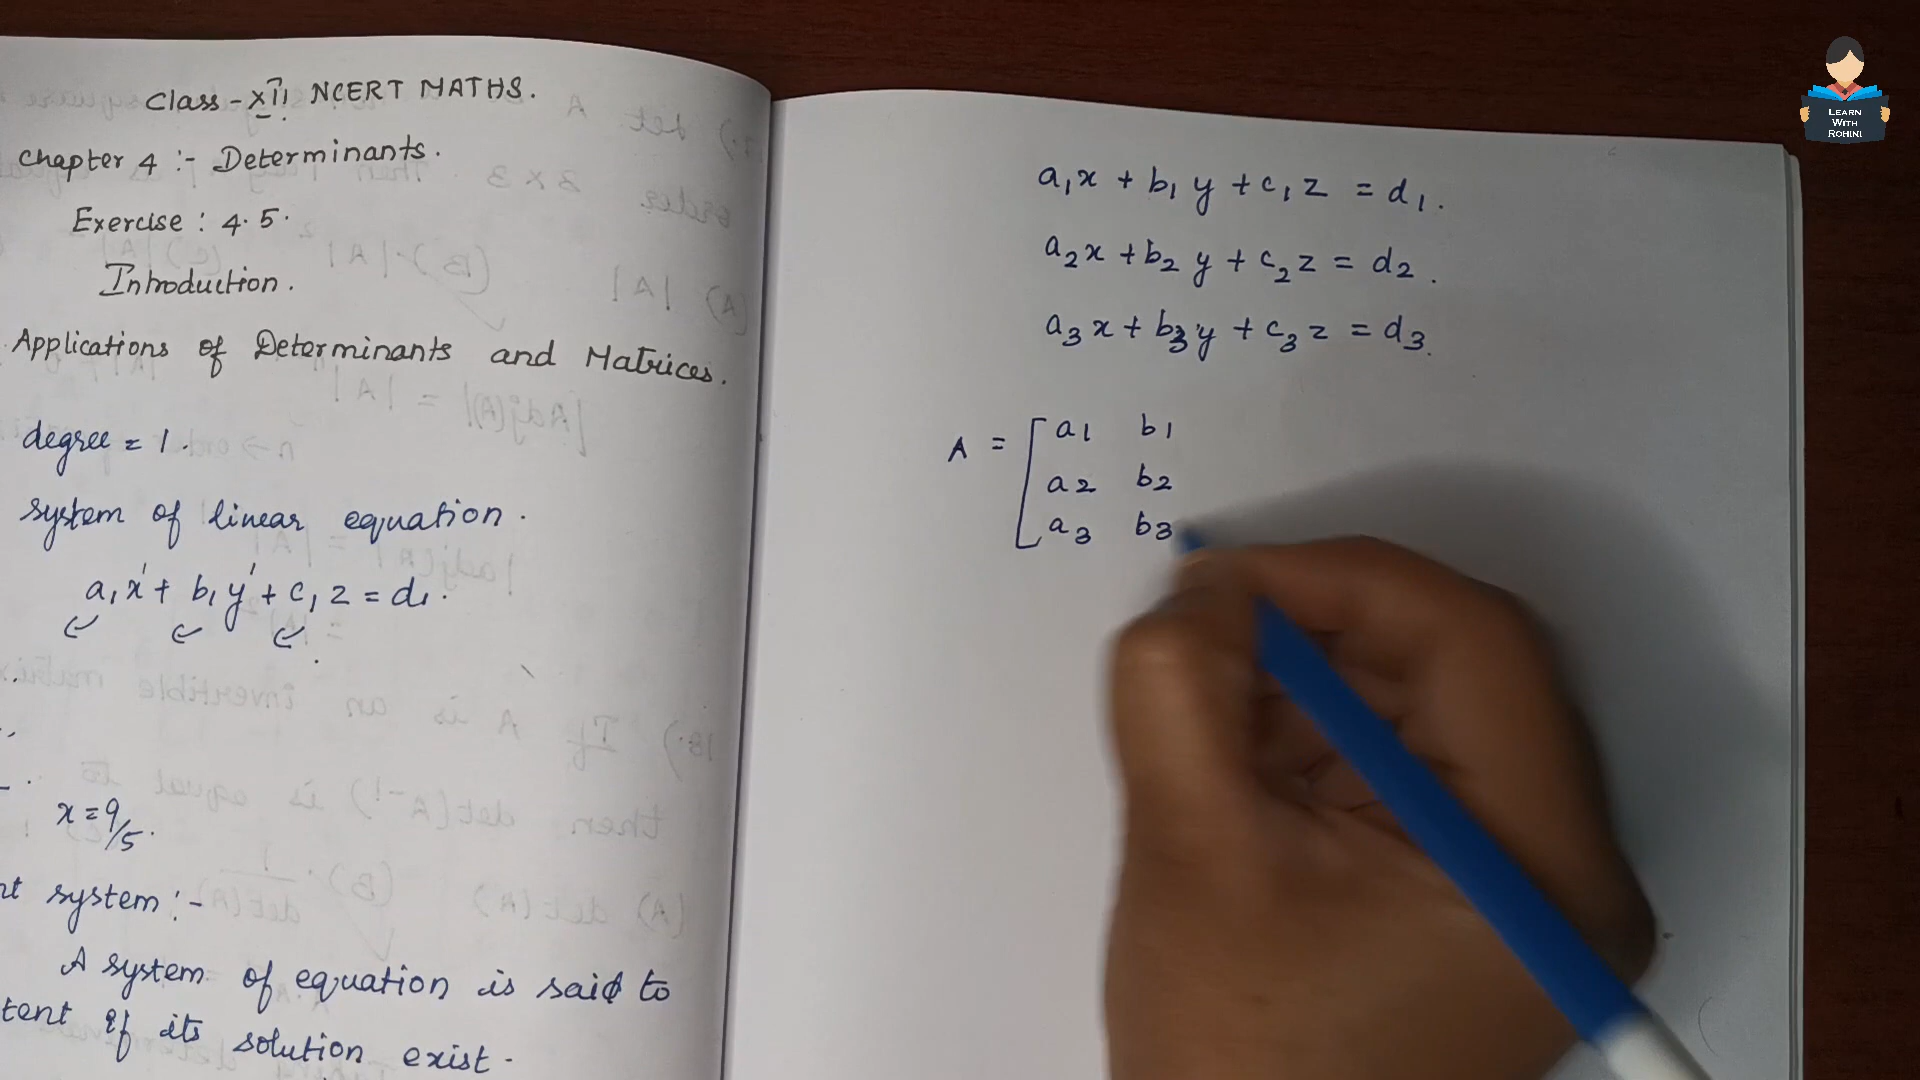 Class - XII NCERT MATHS.
Chapter 4 :- Determinants.
Exercise : 4.5.
Introduction.
Applications of Determinants and Matrices.
degree = 1.
system of linear equation.
a₁x' + b₁y' + c₁z = d₁.
x = 9/5.
nt system :-
A system of equation is said to
tent if its solution exist.
a₁x + b₁y + c₁z = d₁.
a₂x + b₂y + c₂z = d₂.
a₃x + b₃y + c₃z = d₃.
A = [ a₁ b₁
a₂ b₂
a₃ b₃
LEARN
WITH
ROHINI